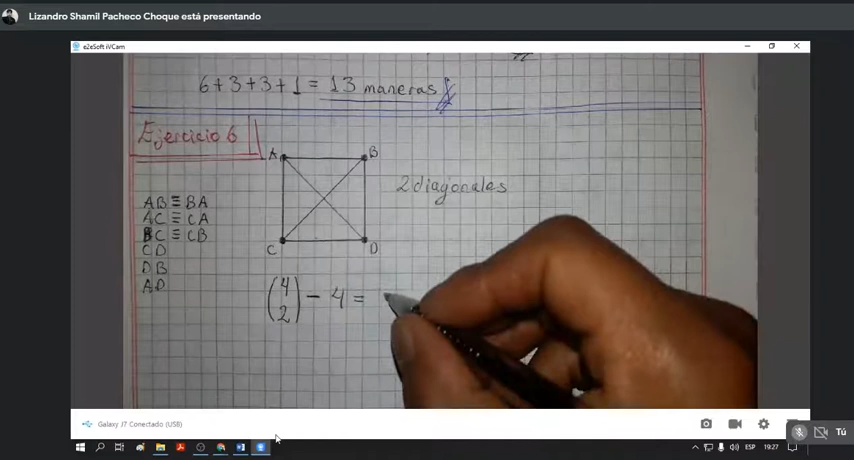 Lizandro Shamil Pacheco Choque está presentando
e2eSoft iVCam
6+3+3+1 = 13 maneras
Ejercicio 6
A
B
2 diagonales
AB ≡ BA
AC ≡ CA
BC ≡ CB
CD
DB
AD
C
D
(4 2) - 4 =
Galaxy J7 Conectado (USB)
Tú
ESP
19:27